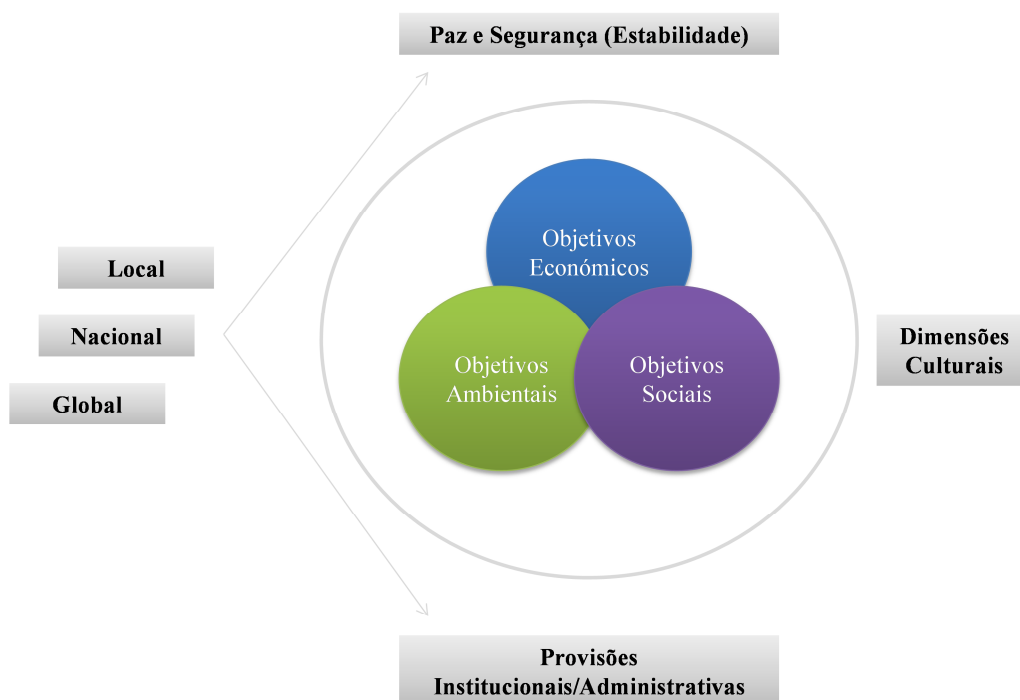 Paz e Segurança (Estabilidade)
Objetivos
Económicos
Local
Nacional
Global
Objetivos
Ambientais
Objetivos
Sociais
Dimensões
Culturais
Provisões
Institucionais/Administrativas